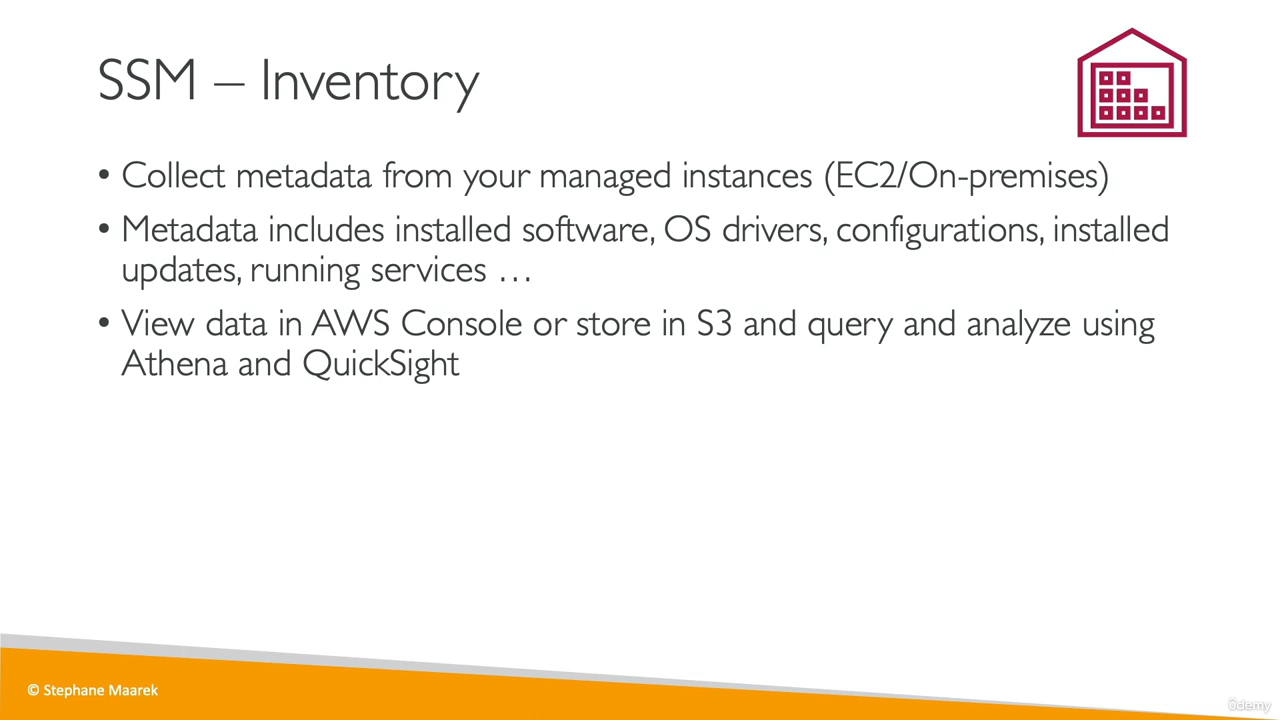 SSM – Inventory
• Collect metadata from your managed instances (EC2/On-premises)
• Metadata includes installed software, OS drivers, configurations, installed
updates, running services …
• View data in AWS Console or store in S3 and query and analyze using
Athena and QuickSight
© Stephane Maarek
ûdemy